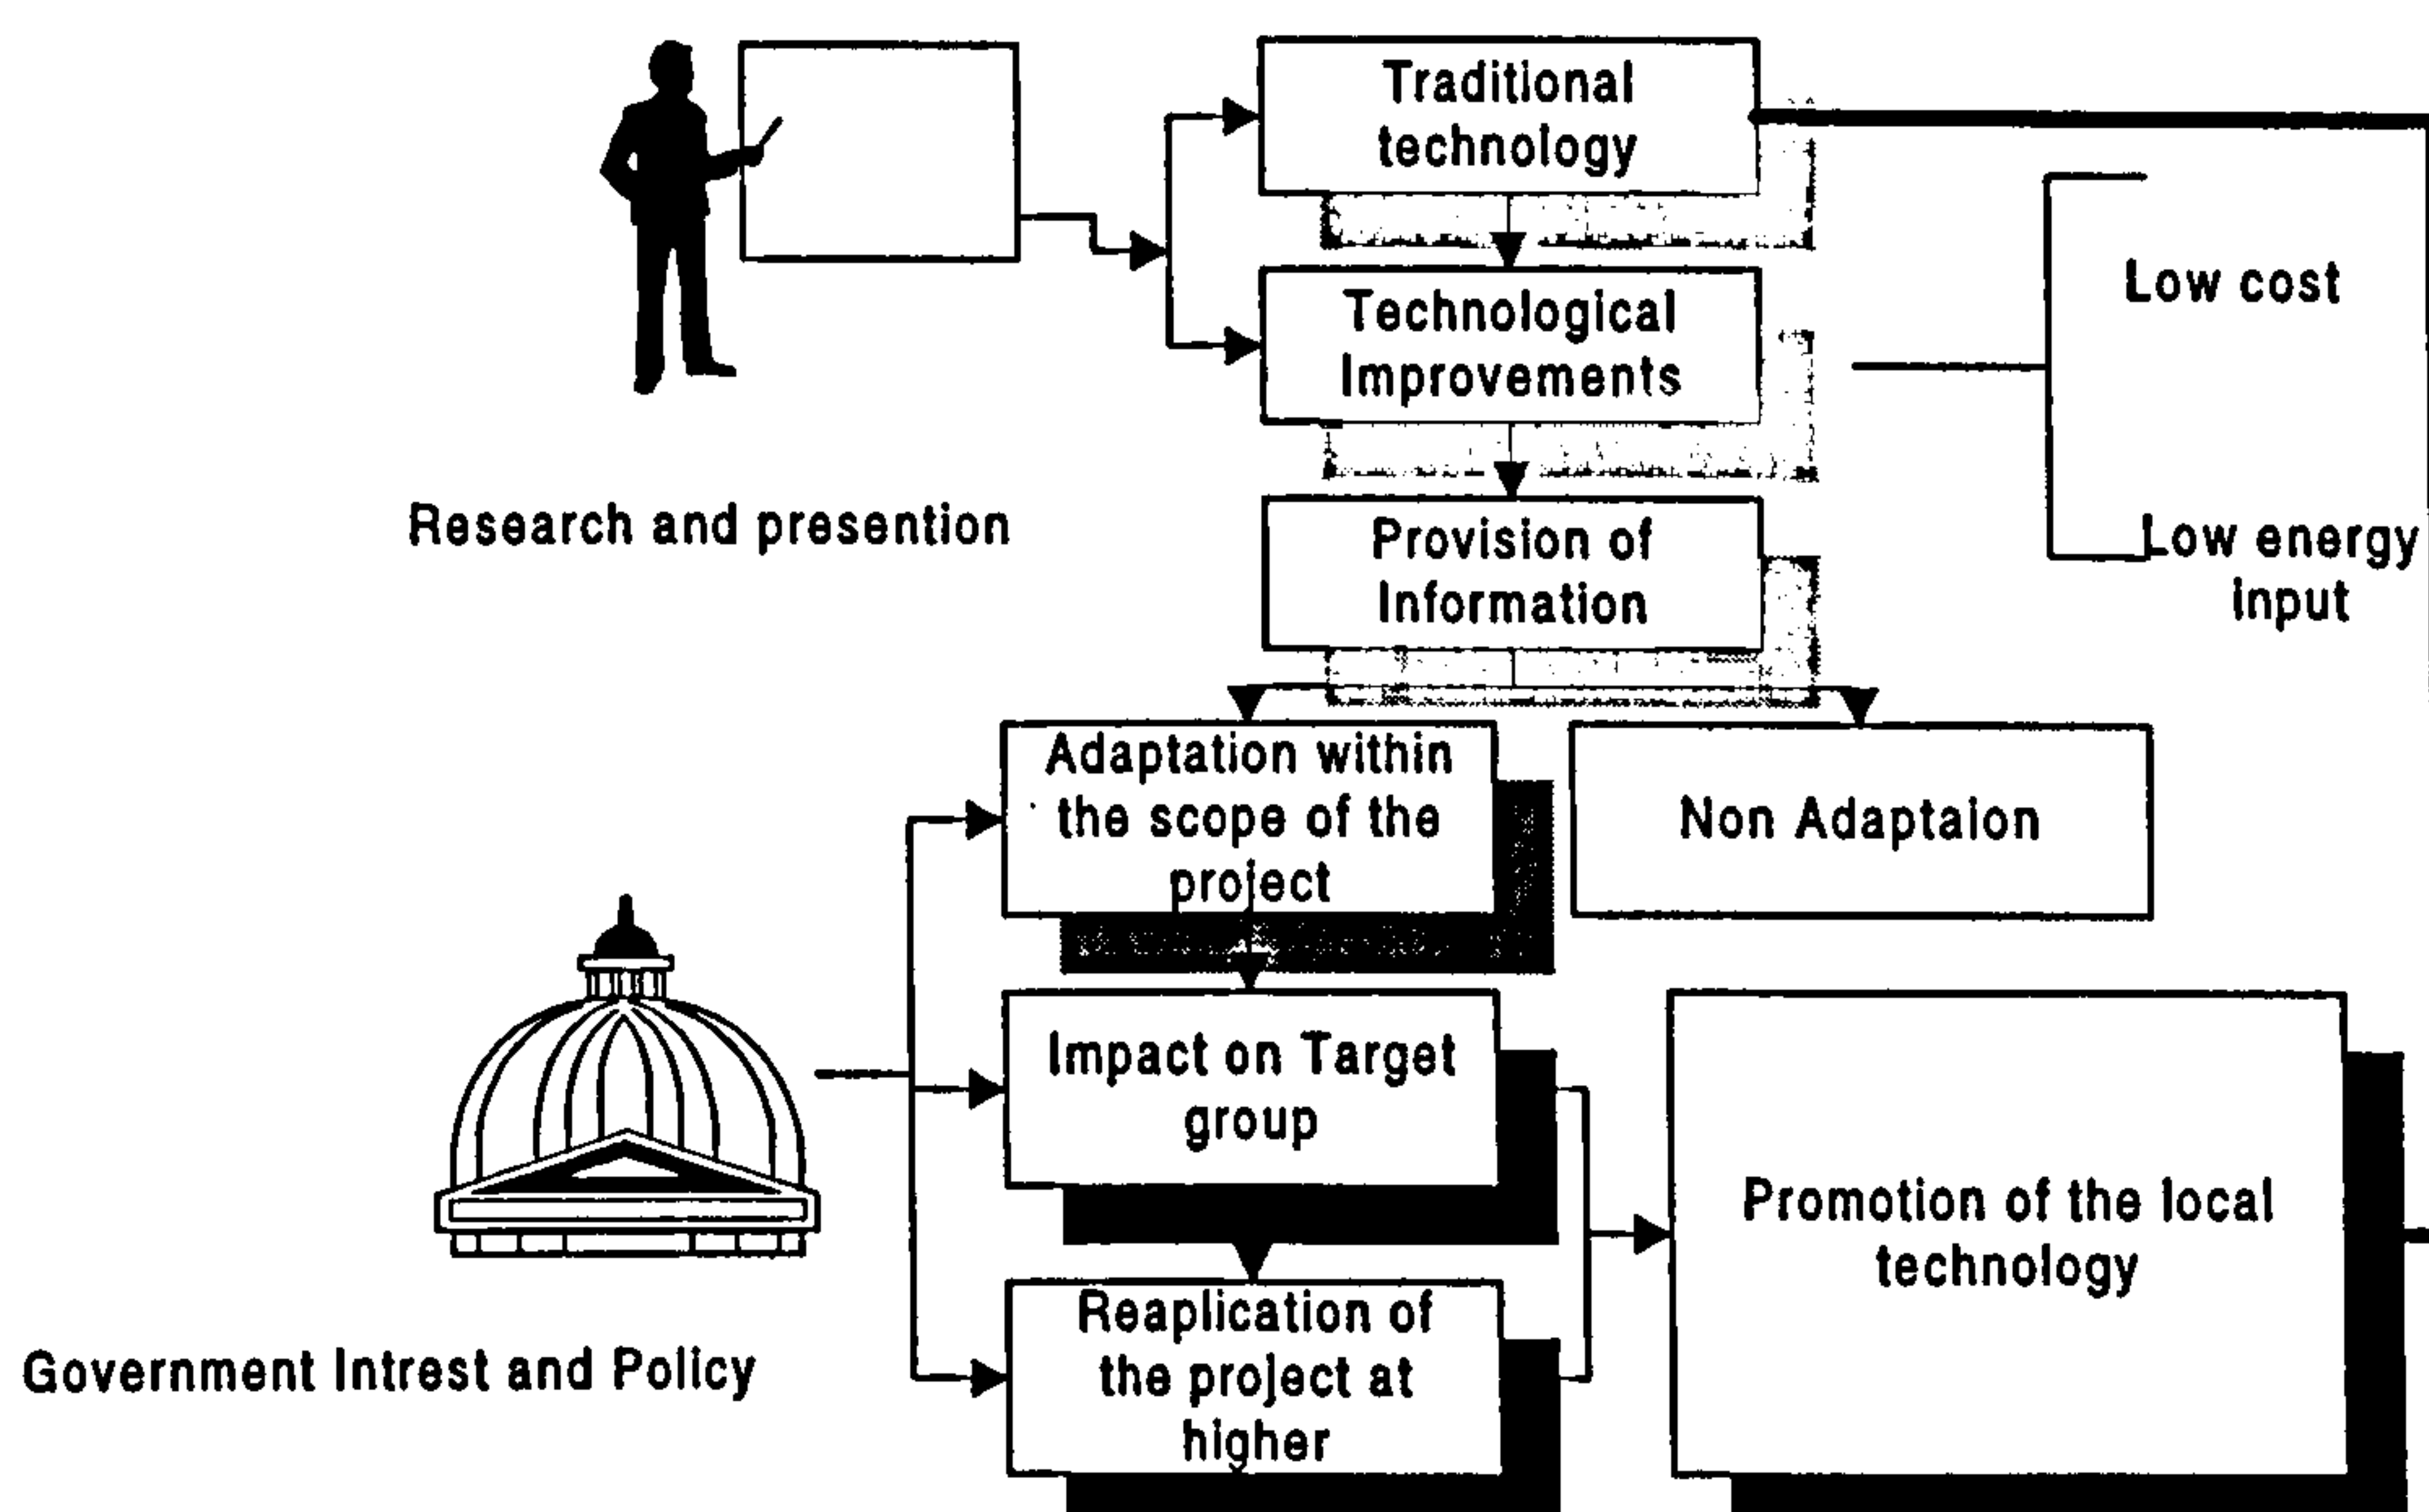 Traditional
technology
Low cost
Technological
Improvements
Research and presention
Provision of
Information
Low energy
input
Adaptation within
the scope of the
project
Non Adaptaion
Impact on Target
group
Promotion of the local
technology
Government Intrest and Policy
Reaplication of
the project at
higher